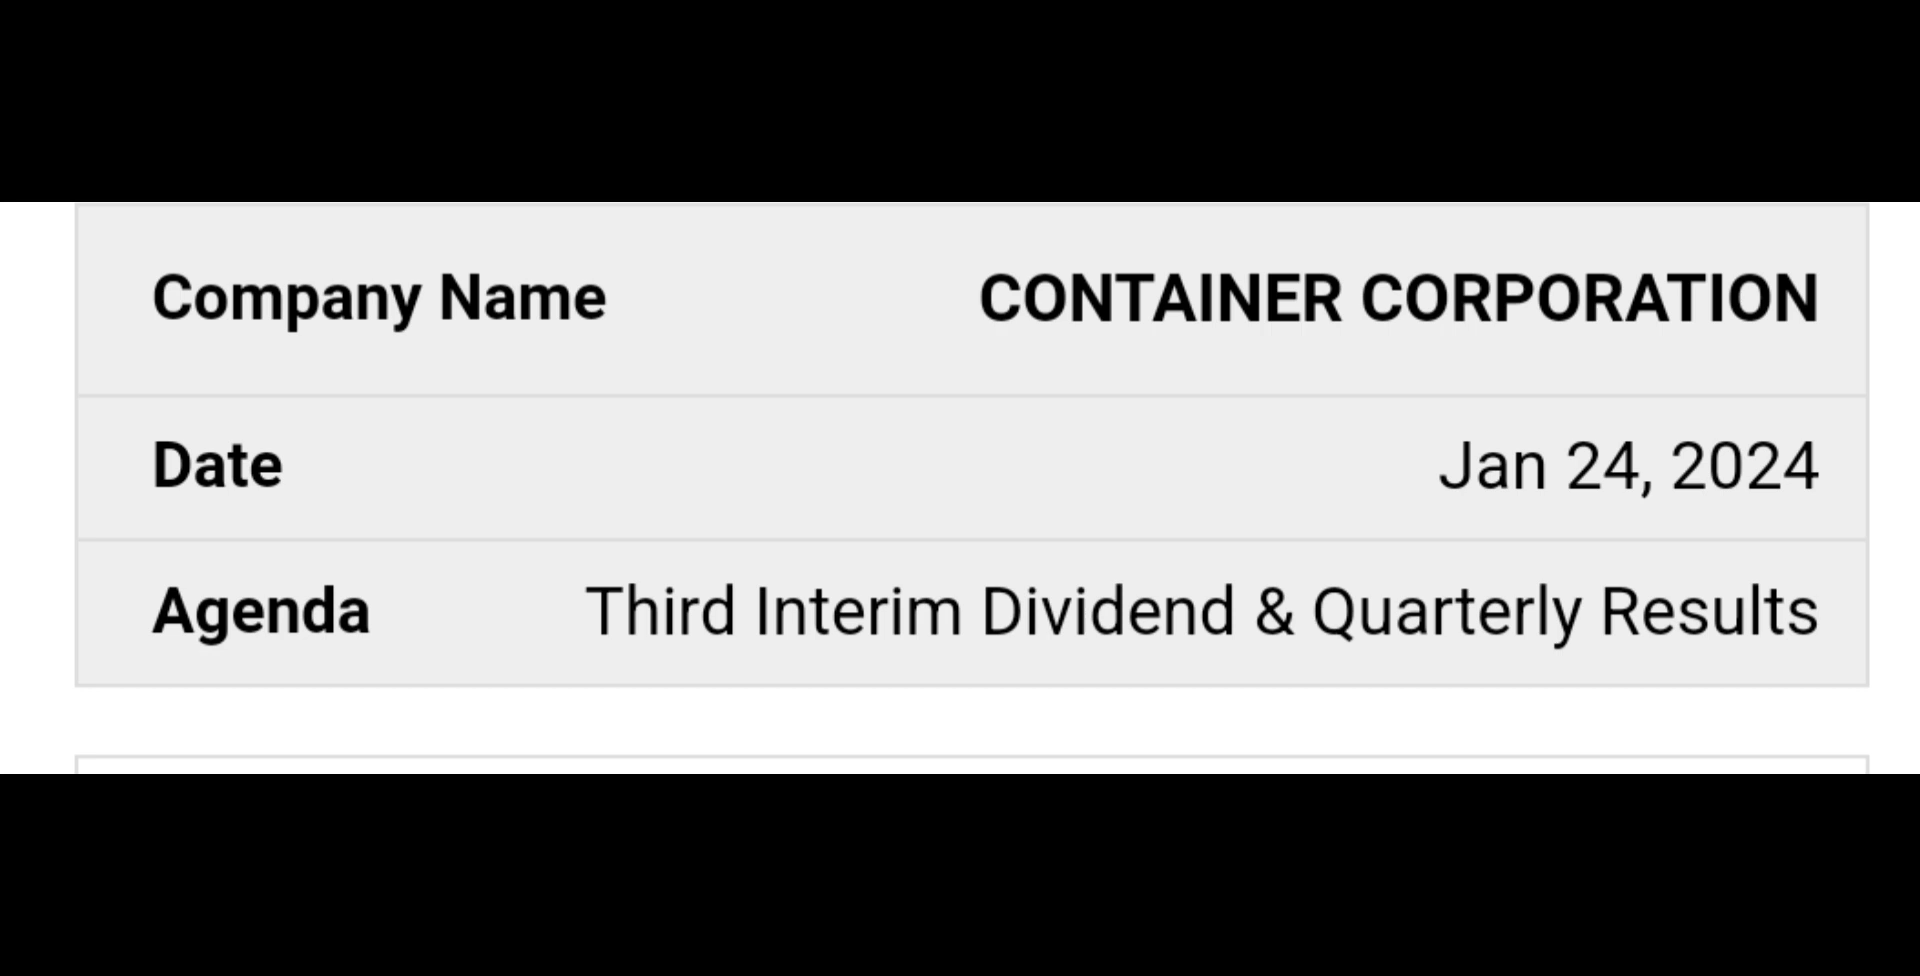 Company Name CONTAINER CORPORATION
Date Jan 24, 2024
Agenda Third Interim Dividend & Quarterly Results